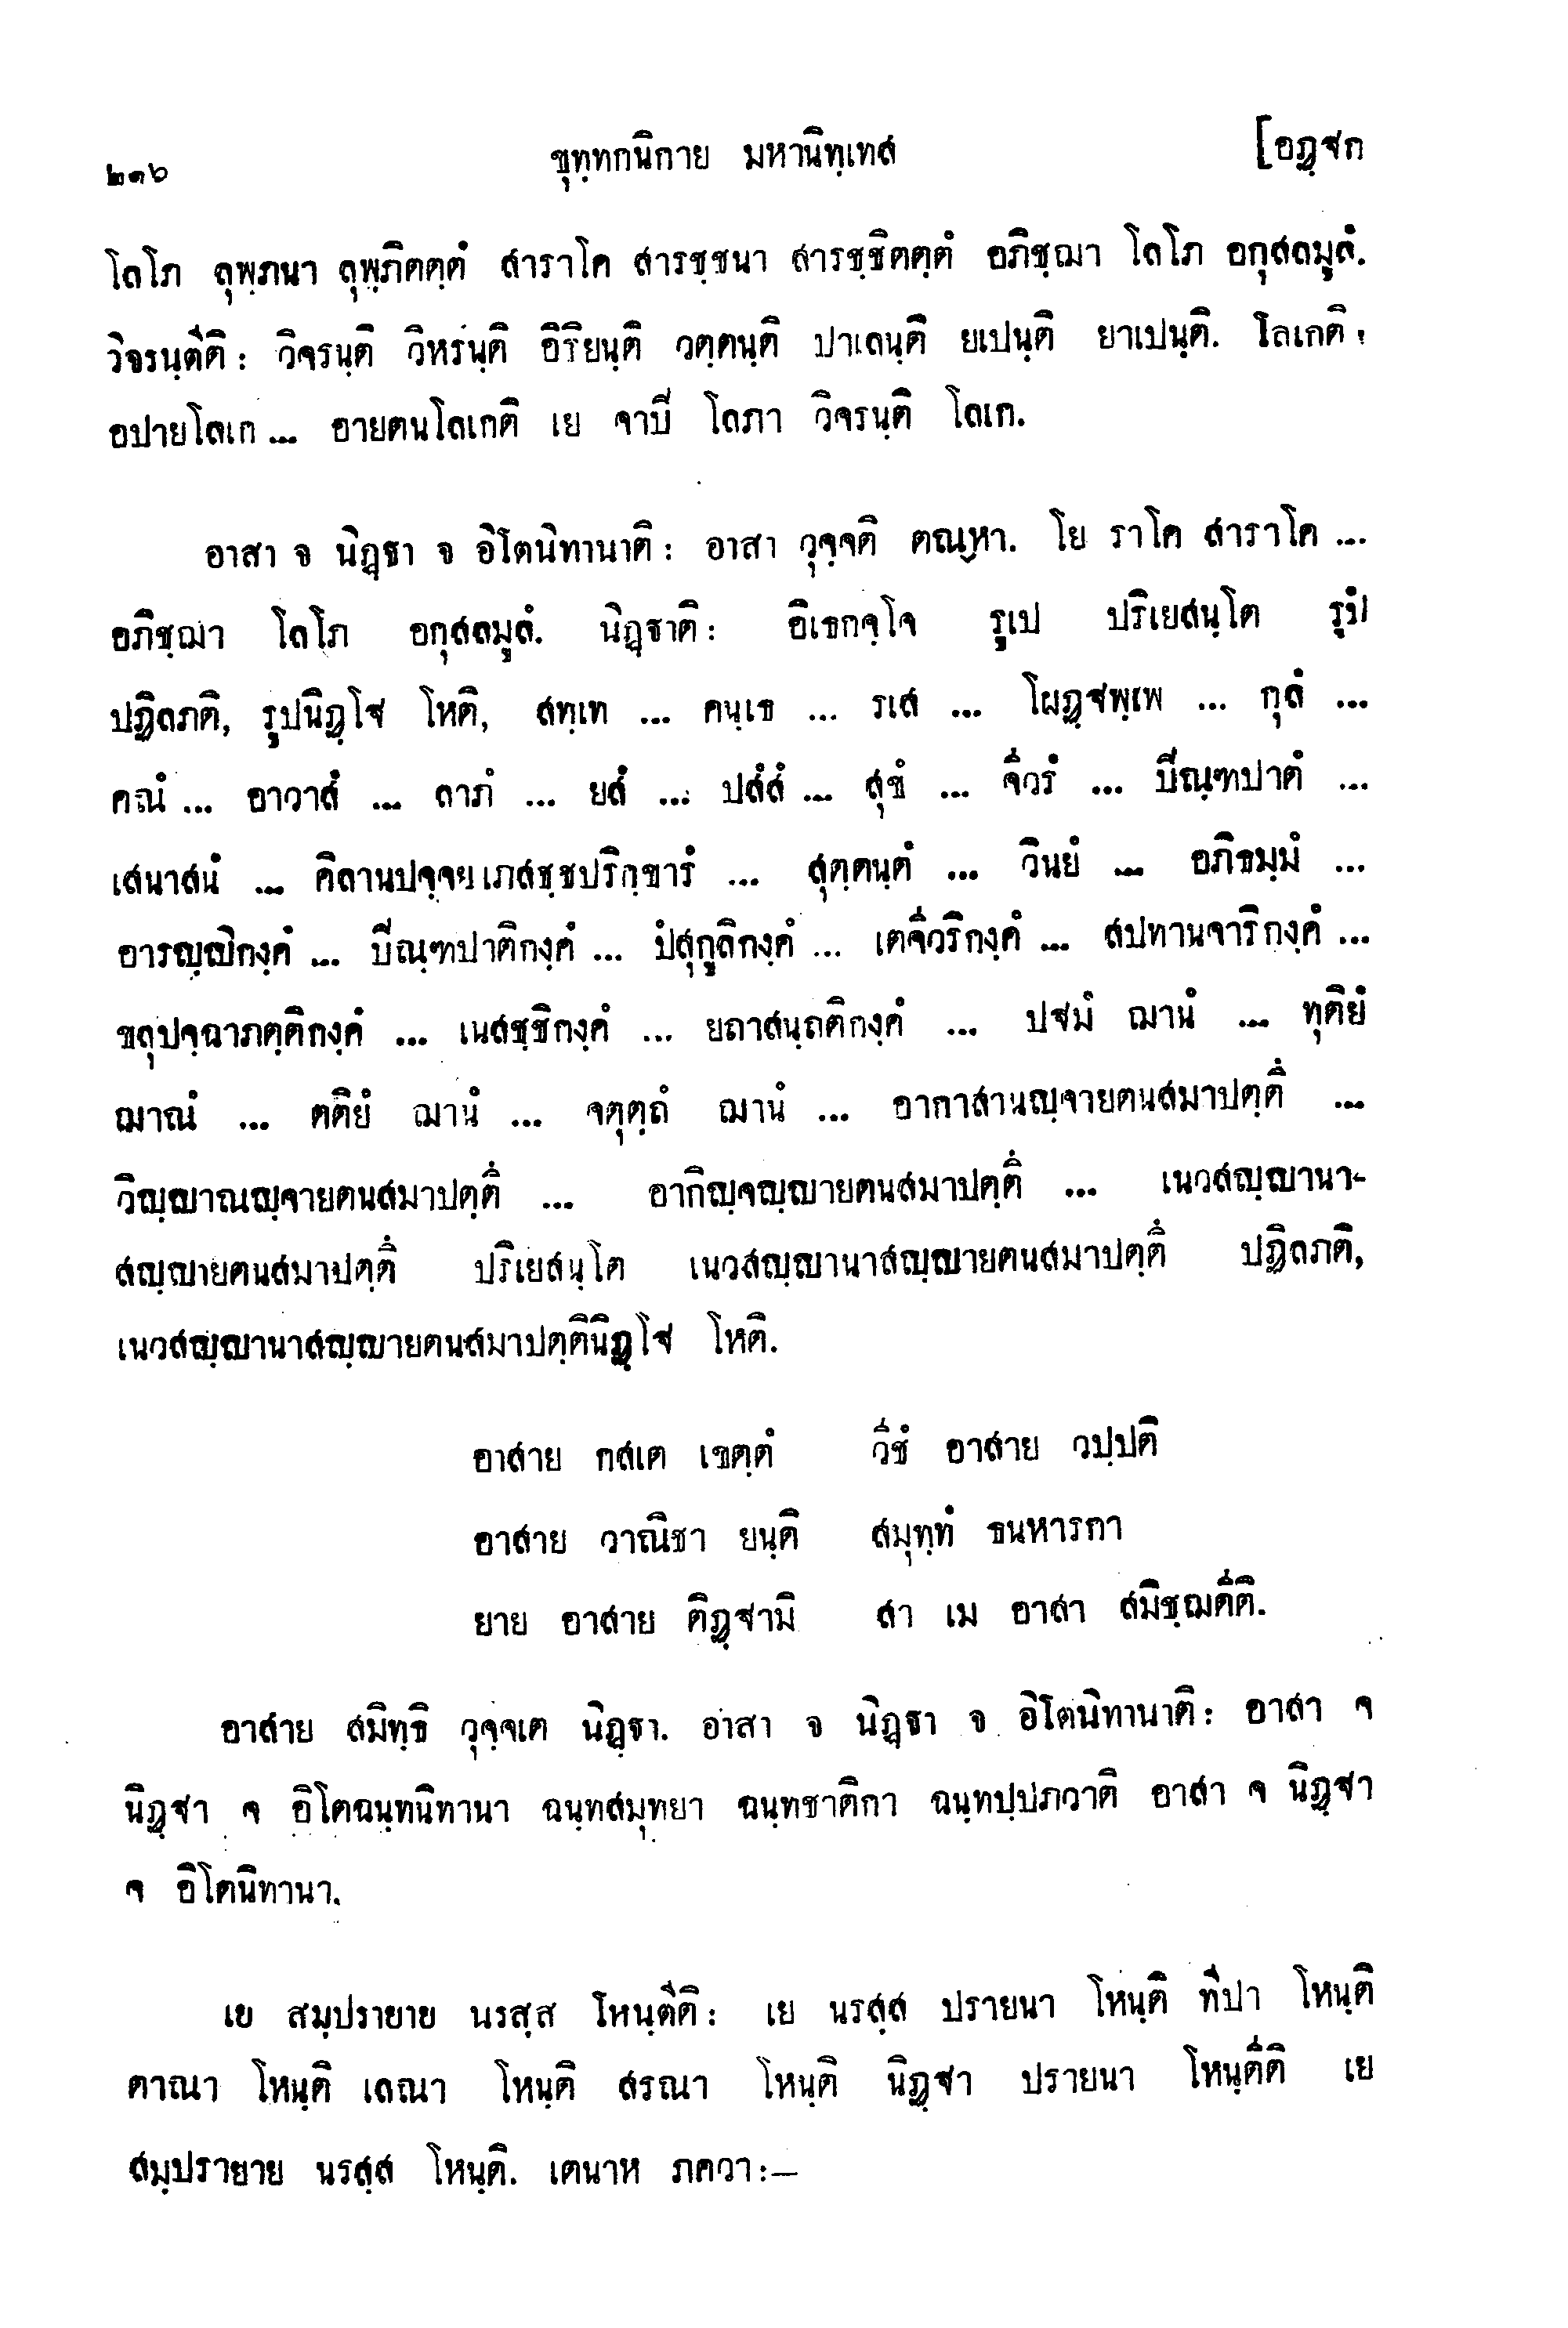 ๒๑๖ ขุทฺทกนิกาย มหานิทฺเทส [อฏฺฐก
โลโภ ลุพฺภนา ลุพฺภิตตฺตํ สาราโค สารชฺชนา สารชฺชิตตฺตํ อภิชฺฌา โลโภ อกุสลมูลํ.
วิจรนฺตีติ: วิจรนฺติ วิหรนฺติ อิริยนฺติ วตฺตนฺติ ปาเลนฺติ ยเปนฺติ ยาเปนฺติ. โลเกติ:
อปายโลเก ... อายตนโลเกติ เย จาปิ โลภา วิจรนฺติ โลเก.
อาสา จ นิฏฺฐา จ อิโตนิทานาติ: อาสา วุจฺจติ ตณฺหา. โย ราโค สาราโค ...
อภิชฺฌา โลโภ อกุสลมูลํ. นิฏฺฐาติ: อิเธกจฺโจ รูเป ปริเยสนฺโต รูปํ
ปฏิลภติ, รูปนิฏฺโฐ โหติ, สทฺเท ... คนฺเธ ... รเส ... โผฏฺฐพฺเพ ... กุลํ ...
คณํ ... อาวาสํ ... ลาภํ ... ยสํ ... ปสํสํ ... สุขํ ... จีวรํ ... ปิณฺฑปาตํ ...
เสนาสนํ ... คิลานปจฺจยเภสชฺชปริกฺขารํ ... สุตฺตนฺตํ ... วินยํ ... อภิธมฺมํ ...
อารญฺญิกงฺคํ ... ปิณฺฑปาติกงฺคํ ... ปํสุกูลิกงฺคํ ... เตจีวริกงฺคํ ... สปทานจาริกงฺคํ ...
ขลุปจฺฉาภตฺติกงฺคํ ... เนสชฺชิกงฺคํ ... ยถาสนฺถติกงฺคํ ... ปฐมํ ฌานํ ... ทุติยํ
ฌาณํ ... ตติยํ ฌานํ ... จตุตฺถํ ฌานํ ... อากาสานญฺจายตนสมาปตฺตึ ...
วิญฺญาณญฺจายตนสมาปตฺตึ ... อากิญฺจญฺญายตนสมาปตฺตึ ... เนวสญฺญานา-
สญฺญายตนสมาปตฺตึ ปริเยสนฺโต เนวสญฺญานาสญฺญายตนสมาปตฺตึ ปฏิลภติ,
เนวสญฺญานาสญฺญายตนสมาปตฺตินิฏฺโฐ โหติ.
อาสาย กสเต เขตฺตํ วีชํ อาสาย วปฺปติ
อาสาย วาณิชา ยนฺติ สมุทฺทํ ธนหารกา
ยาย อาสาย ติฏฺฐามิ สา เม อาสา สมิชฺฌตีติ.
อาสาย สมิทฺธิ วุจฺจเต นิฏฺฐา. อาสา จ นิฏฺฐา จ อิโตนิทานาติ: อาสา จ
นิฏฺฐา จ อิโตฉนฺทนิทานา ฉนฺทสมุทยา ฉนฺทชาติกา ฉนฺทปฺปภวาติ อาสา จ นิฏฺฐา
จ อิโตนิทานา.
เย สมฺปรายาย นรสฺส โหนฺตีติ: เย นรสฺส ปรายนา โหนฺติ ทีปา โหนฺติ
ตาณา โหนฺติ เลณา โหนฺติ สรณา โหนฺติ นิฏฺฐา ปรายนา โหนฺตีติ เย
สมฺปรายาย นรสฺส โหนฺติ. เตนาห ภควา:—